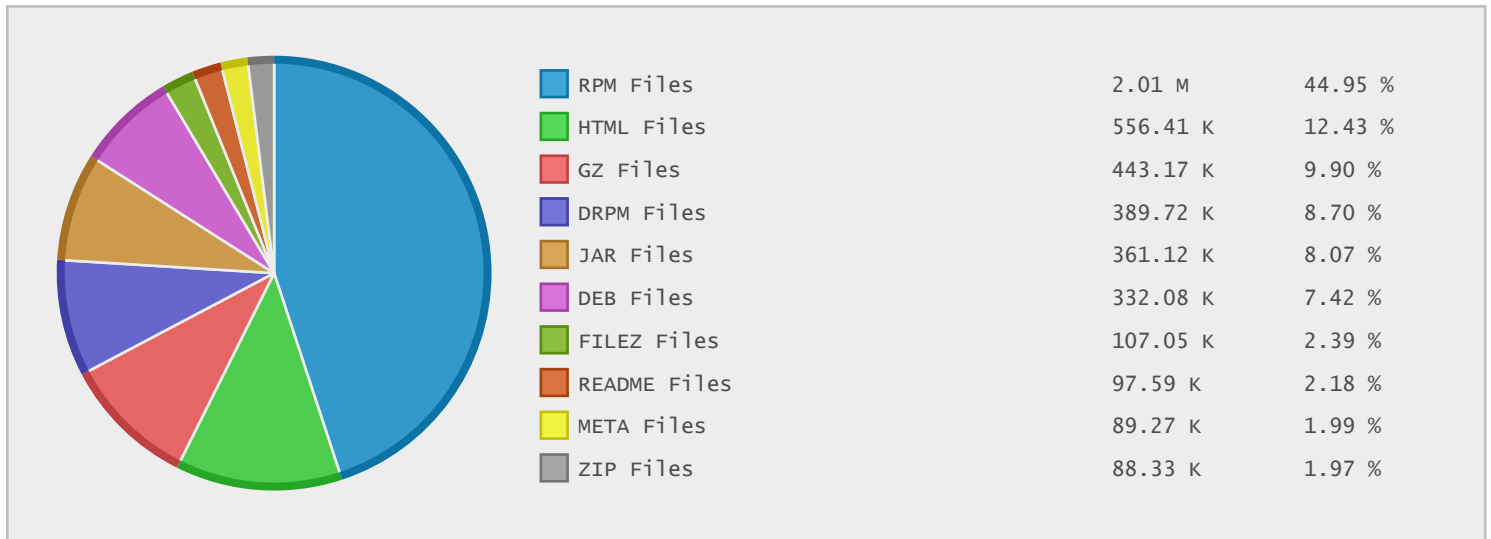 RPM Files 2.01 M 44.95 %
HTML Files 556.41 K 12.43 %
GZ Files 443.17 K 9.90 %
DRPM Files 389.72 K 8.70 %
JAR Files 361.12 K 8.07 %
DEB Files 332.08 K 7.42 %
FILEZ Files 107.05 K 2.39 %
README Files 97.59 K 2.18 %
META Files 89.27 K 1.99 %
ZIP Files 88.33 K 1.97 %